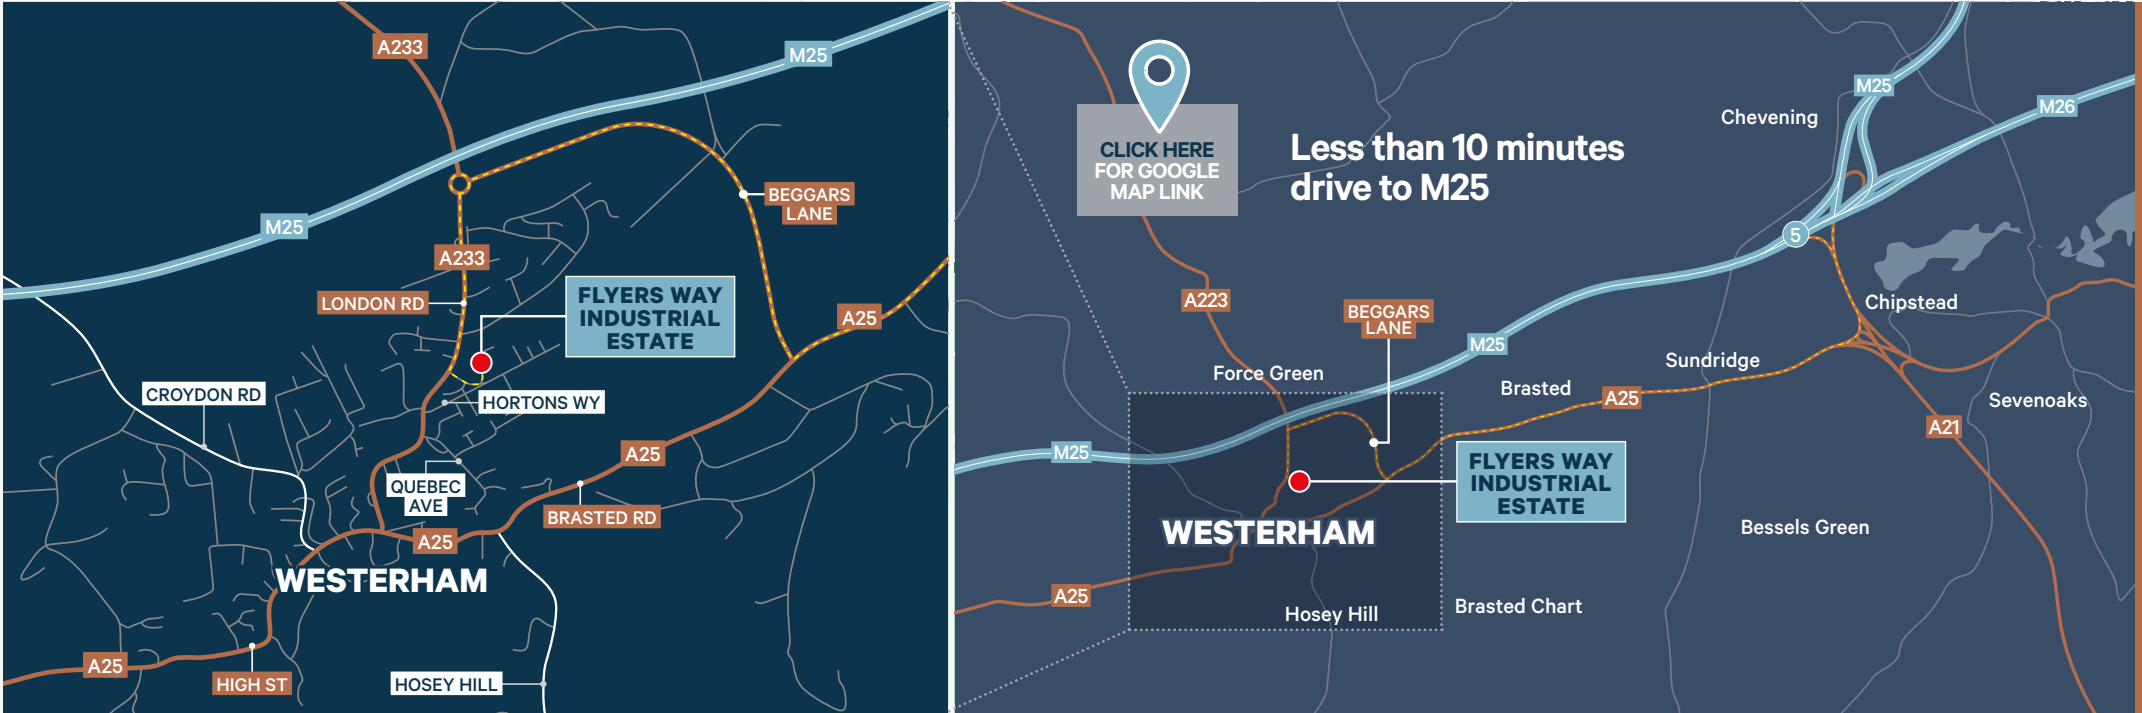 A233
M25
M25
BEGGARS
LANE
A233
LONDON RD
FLYERS WAY
INDUSTRIAL
ESTATE
A25
CROYDON RD
HORTONS WY
A25
QUEBEC
AVE
BRASTED RD
A25
WESTERHAM
A25
HIGH ST
HOSEY HILL
CLICK HERE
FOR GOOGLE
MAP LINK
Less than 10 minutes
drive to M25
M25
M26
Chevening
5
A223
BEGGARS
LANE
Chipstead
M25
Force Green
Sundridge
Brasted
A25
Sevenoaks
A21
M25
FLYERS WAY
INDUSTRIAL
ESTATE
WESTERHAM
Bessels Green
A25
Hosey Hill
Brasted Chart